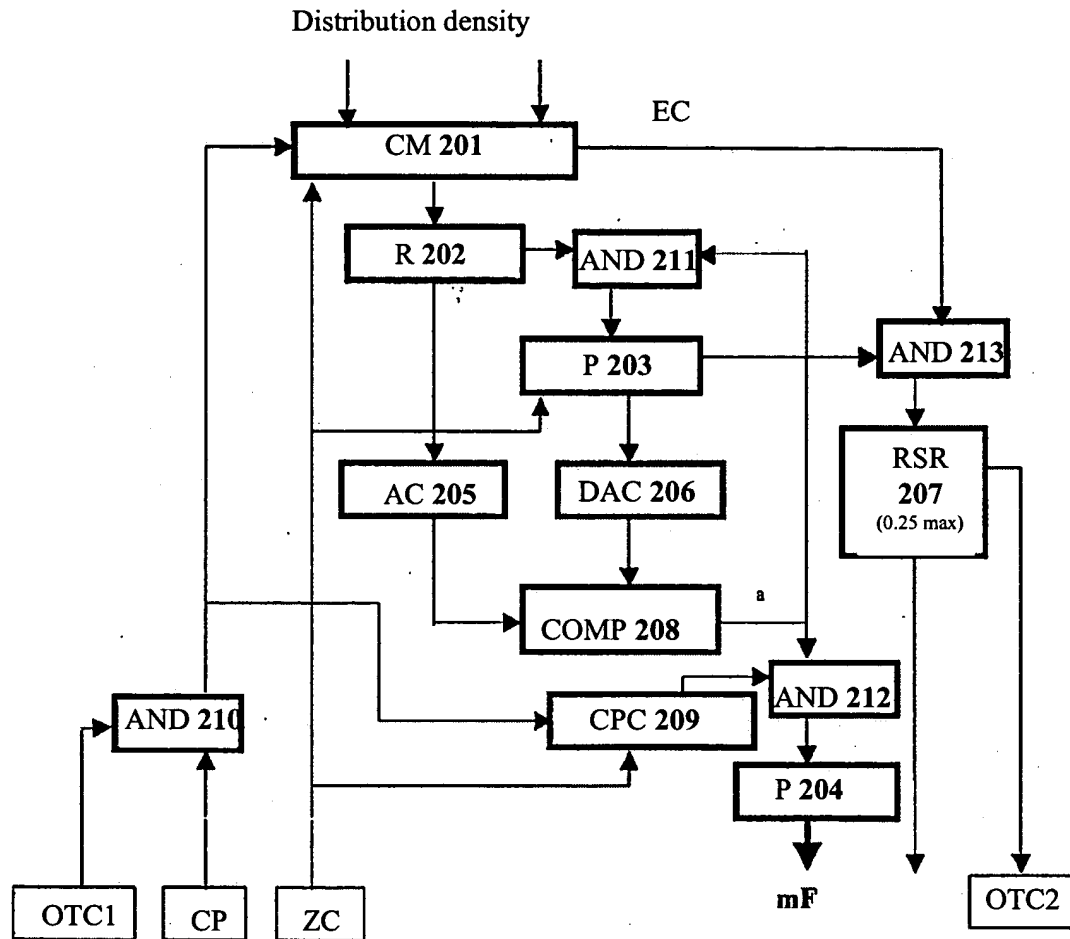 Distribution density
EC
CM 201
R 202
AND 211
P 203
AND 213
AC 205
DAC 206
RSR
207
(0.25 max)
a
COMP 208
AND 212
AND 210
CPC 209
P 204
mF
OTC1
CP
ZC
OTC2